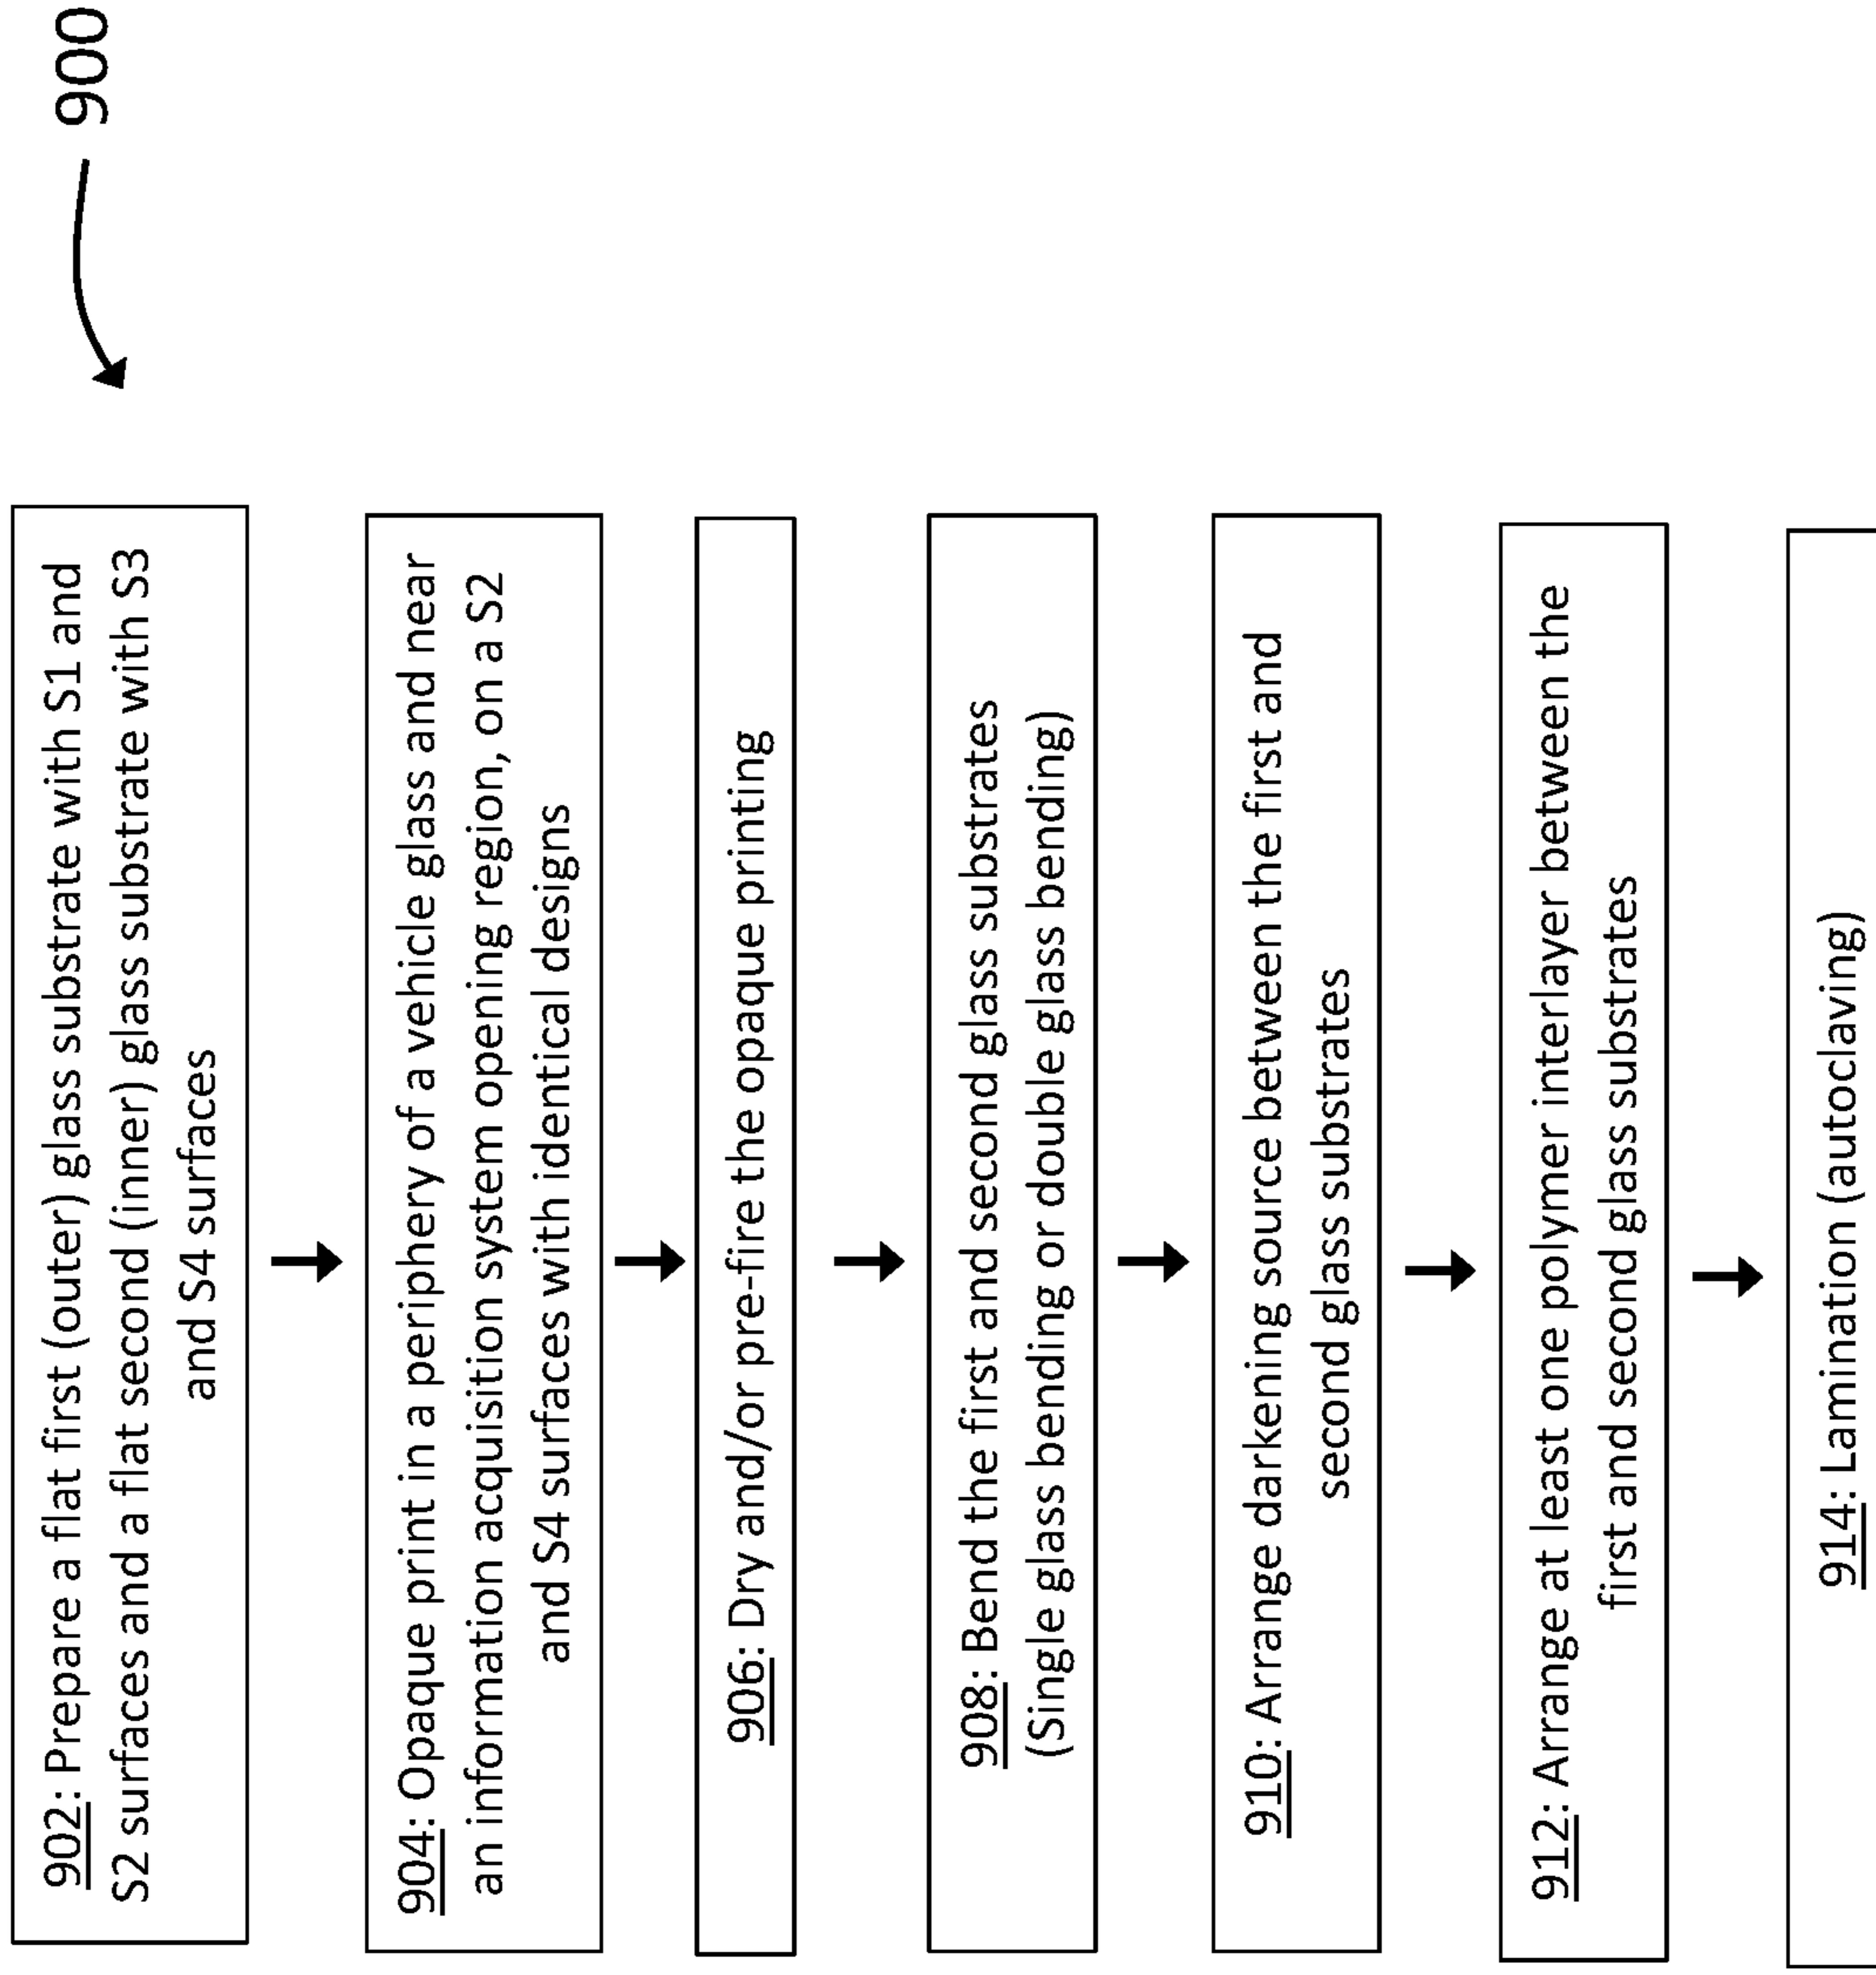 900
902: Prepare a flat first (outer) glass substrate with S1 and
S2 surfaces and a flat second (inner) glass substrate with S3
and S4 surfaces
904: Opaque print in a periphery of a vehicle glass and near
an information acquisition system opening region, on a S2
and S4 surfaces with identical designs
906: Dry and/or pre-fire the opaque printing
908: Bend the first and second glass substrates
(Single glass bending or double glass bending)
910: Arrange darkening source between the first and
second glass substrates
912: Arrange at least one polymer interlayer between the
first and second glass substrates
914: Lamination (autoclaving)